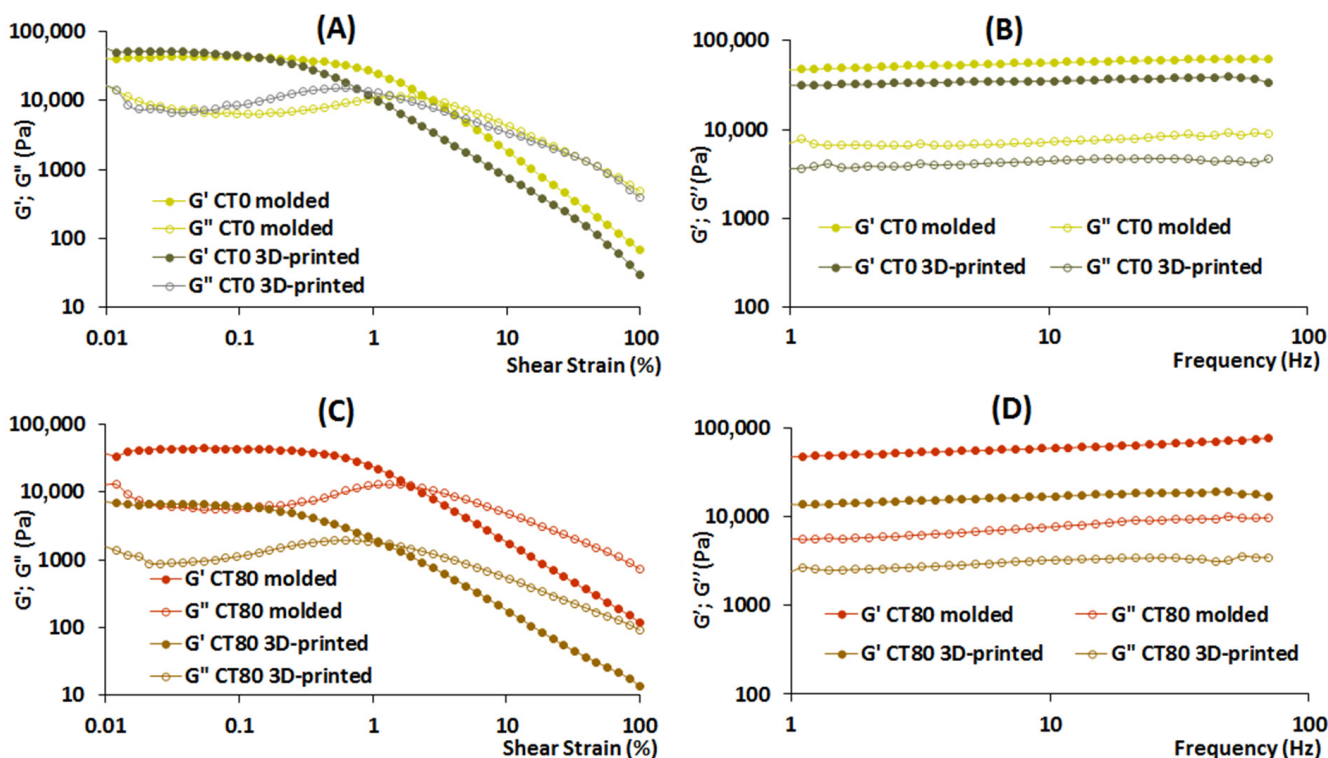 (A)
100,000
10,000
1000
100
10
G'; G" (Pa)
G' CT0 molded
G" CT0 molded
G' CT0 3D-printed
G" CT0 3D-printed
0.01 0.1 1 10 100
Shear Strain (%)
(B)
100,000
10,000
1000
100
G'; G'' (Pa)
G' CT0 molded G" CT0 molded
G' CT0 3D-printed G" CT0 3D-printed
1 10 100
Frequency (Hz)
(C)
100,000
10,000
1000
100
10
G'; G" (Pa)
G' CT80 molded
G" CT80 molded
G' CT80 3D-printed
G" CT80 3D-printed
0.01 0.1 1 10 100
Shear Strain (%)
(D)
100,000
10,000
1000
100
G'; G'' (Pa)
G' CT80 molded G" CT80 molded
G' CT80 3D-printed G" CT80 3D-printed
1 10 100
Frequency (Hz)